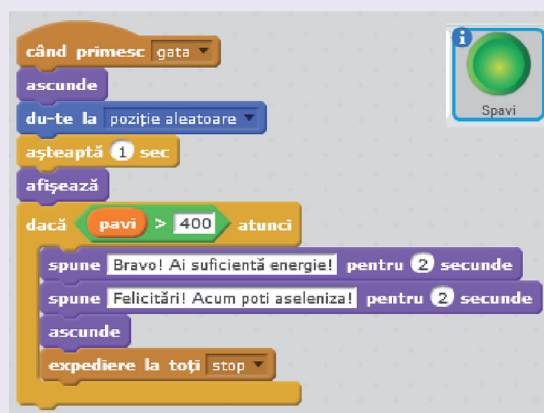 când primesc gata
ascunde
du-te la poziție aleatoare
așteaptă 1 sec
afișează
dacă pavi > 400 atunci
spune Bravo! Ai suficientă energie! pentru 2 secunde
spune Felicitări! Acum poti aseleniza! pentru 2 secunde
ascunde
expediere la toți stop
i
Spavi